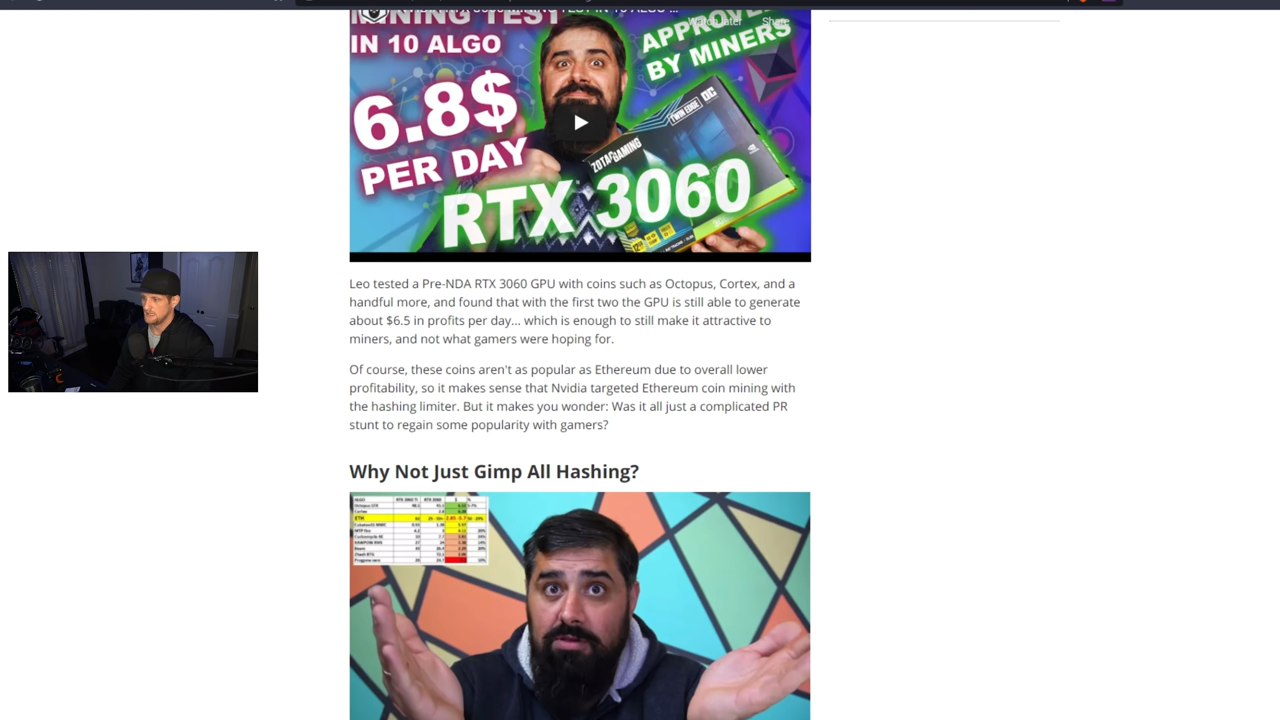 MINING TEST
IN 10 ALGO
Watch later
Share
APPROVED
BY MINERS
6.8$
PER DAY
TWIN EDGE OC
ZOTAC GAMING
RTX 3060
Leo tested a Pre-NDA RTX 3060 GPU with coins such as Octopus, Cortex, and a
handful more, and found that with the first two the GPU is still able to generate
about $6.5 in profits per day... which is enough to still make it attractive to
miners, and not what gamers were hoping for.
Of course, these coins aren't as popular as Ethereum due to overall lower
profitability, so it makes sense that Nvidia targeted Ethereum coin mining with
the hashing limiter. But it makes you wonder: Was it all just a complicated PR
stunt to regain some popularity with gamers?
Why Not Just Gimp All Hashing?
ETH